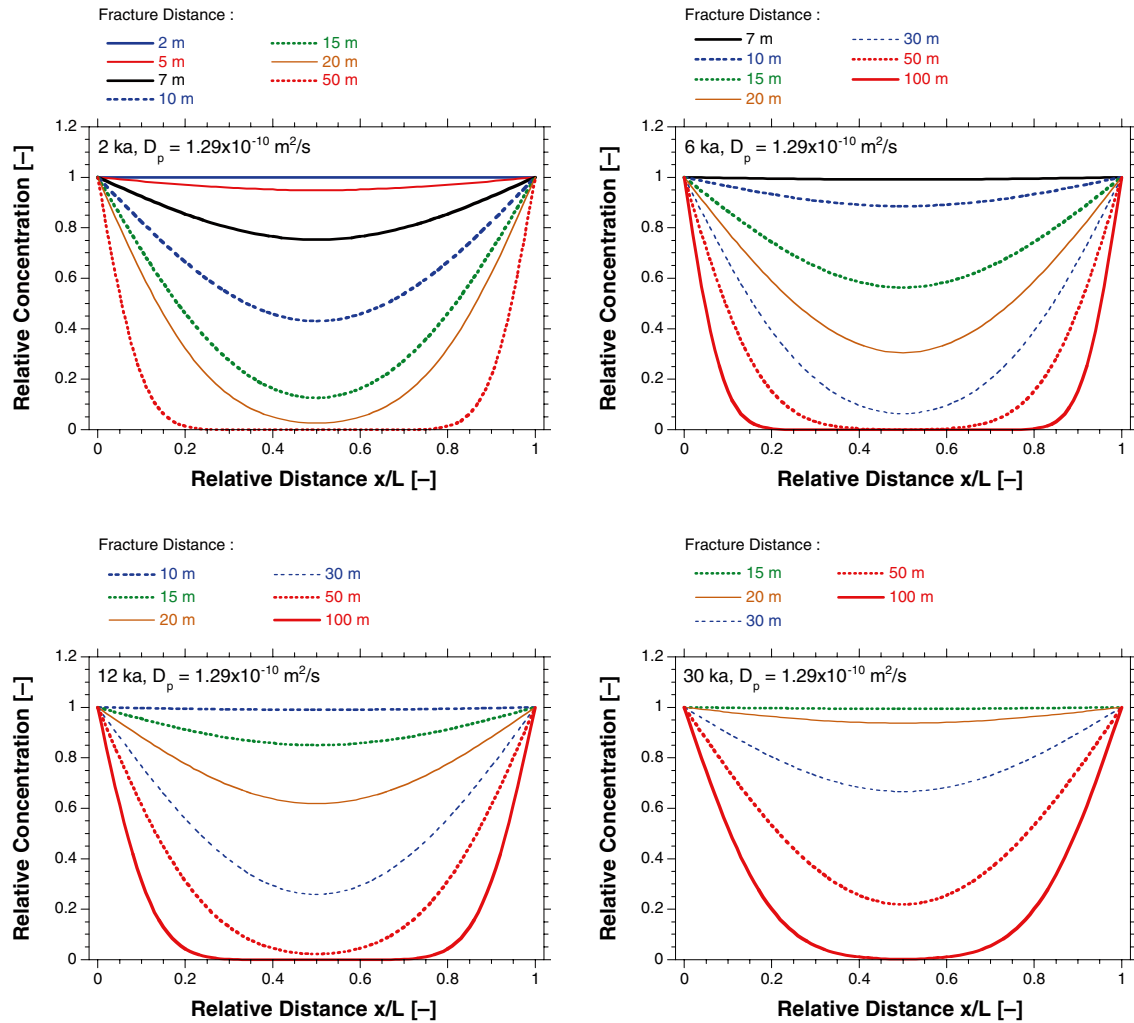 Fracture Distance :
2 m
15 m
5 m
20 m
7 m
50 m
10 m
1.2
2 ka, Dp = 1.29x10⁻¹⁰ m²/s
1
0.8
0.6
0.4
0.2
0
Relative Concentration [–]
0 0.2 0.4 0.6 0.8 1
Relative Distance x/L [–]
Fracture Distance :
7 m
30 m
10 m
50 m
15 m
100 m
20 m
1.2
6 ka, Dp = 1.29x10⁻¹⁰ m²/s
1
0.8
0.6
0.4
0.2
0
Relative Concentration [–]
0 0.2 0.4 0.6 0.8 1
Relative Distance x/L [–]
Fracture Distance :
10 m
30 m
15 m
50 m
20 m
100 m
1.2
12 ka, Dp = 1.29x10⁻¹⁰ m²/s
1
0.8
0.6
0.4
0.2
0
Relative Concentration [–]
0 0.2 0.4 0.6 0.8 1
Relative Distance x/L [–]
Fracture Distance :
15 m
50 m
20 m
100 m
30 m
1.2
30 ka, Dp = 1.29x10⁻¹⁰ m²/s
1
0.8
0.6
0.4
0.2
0
Relative Concentration [–]
0 0.2 0.4 0.6 0.8 1
Relative Distance x/L [–]